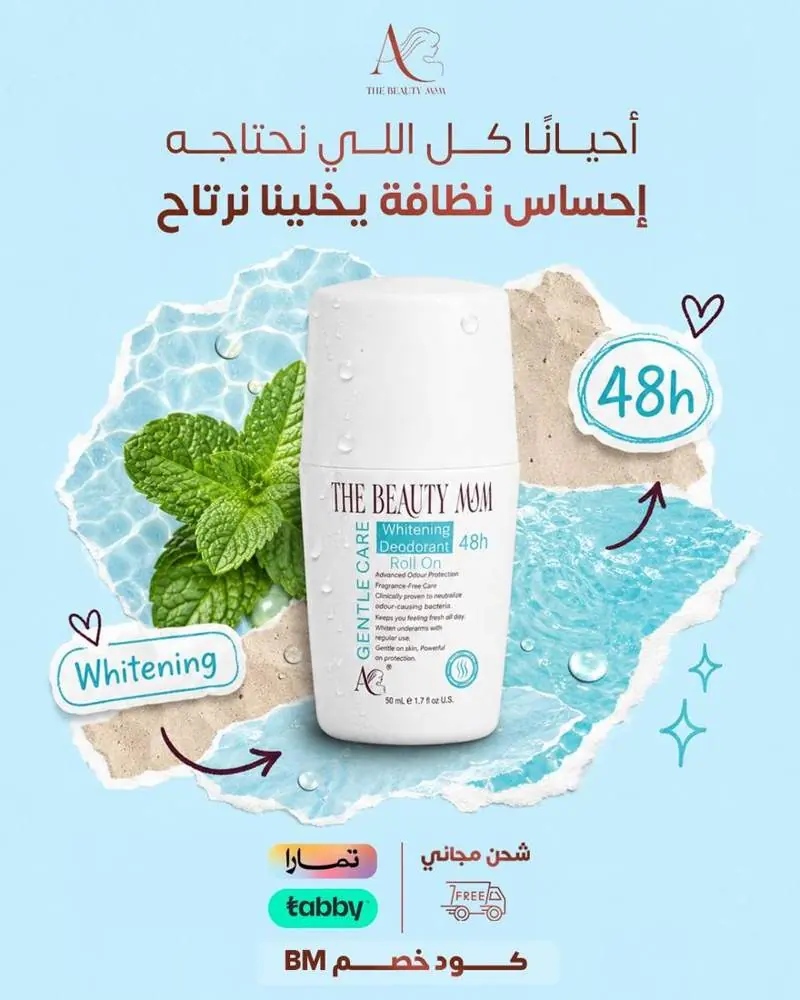 THE BEAUTY MOM
أحيانًا كل اللي نحتاجه
إحساس نظافة يخلينا نرتاح
48h
THE BEAUTY MOM
GENTLE CARE
Whitening
Deodorant
48h
Roll On
Advanced Odour Protection
Fragrance-Free Care
Clinically proven to neutralize
odour-causing bacteria.
Keeps you feeling fresh all day.
Whiten underarms with
regular use.
Gentle on skin, Powerful
on protection.
®
50 mL e 1.7 fl oz U.S.
Whitening
شحن مجاني
FREE
تمارا
tabby
كود خصم BM